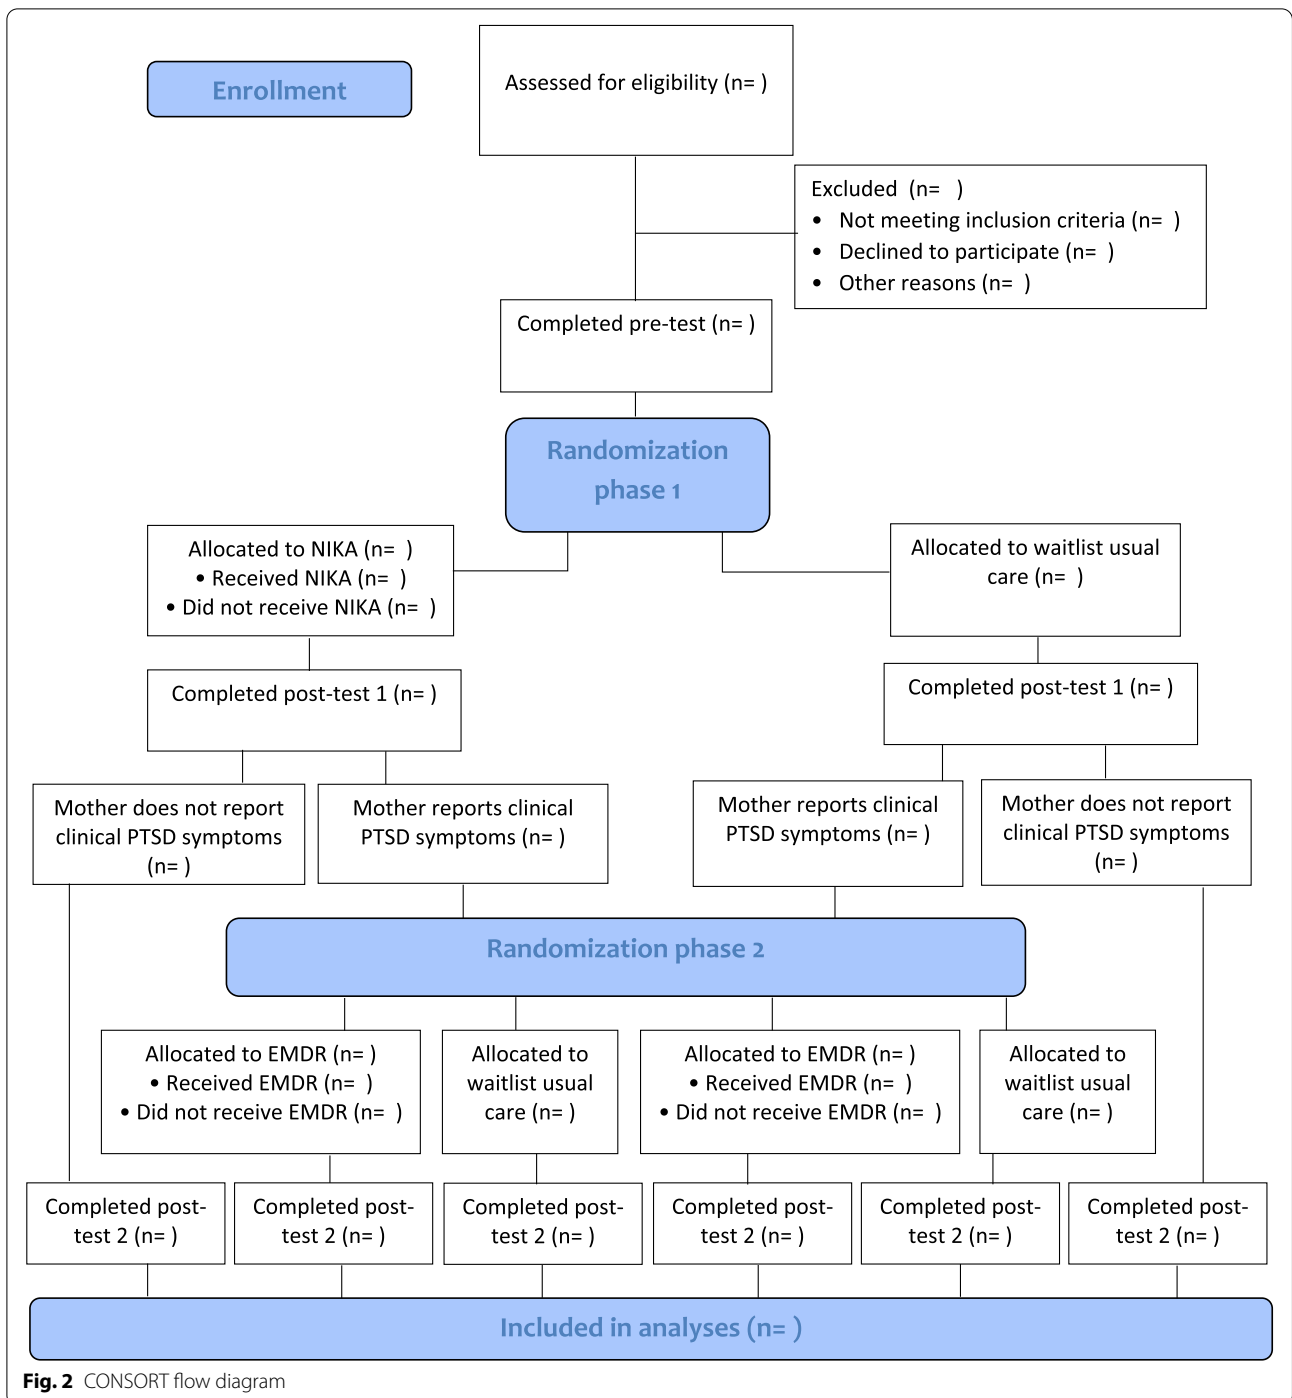 Enrollment
Assessed for eligibility (n= )
Excluded (n= )
• Not meeting inclusion criteria (n= )
• Declined to participate (n= )
• Other reasons (n= )
Completed pre-test (n= )
Randomization
phase 1
Allocated to NIKA (n= )
• Received NIKA (n= )
• Did not receive NIKA (n= )
Allocated to waitlist usual
care (n= )
Completed post-test 1 (n= )
Completed post-test 1 (n= )
Mother does not report
clinical PTSD symptoms
(n= )
Mother reports clinical
PTSD symptoms (n= )
Mother reports clinical
PTSD symptoms (n= )
Mother does not report
clinical PTSD symptoms
(n= )
Randomization phase 2
Allocated to EMDR (n= )
• Received EMDR (n= )
• Did not receive EMDR (n= )
Allocated to
waitlist usual
care (n= )
Allocated to EMDR (n= )
• Received EMDR (n= )
• Did not receive EMDR (n= )
Allocated to
waitlist usual
care (n= )
Completed post-
test 2 (n= )
Completed post-
test 2 (n= )
Completed post-
test 2 (n= )
Completed post-
test 2 (n= )
Completed post-
test 2 (n= )
Completed post-
test 2 (n= )
Included in analyses (n= )
Fig. 2 CONSORT flow diagram